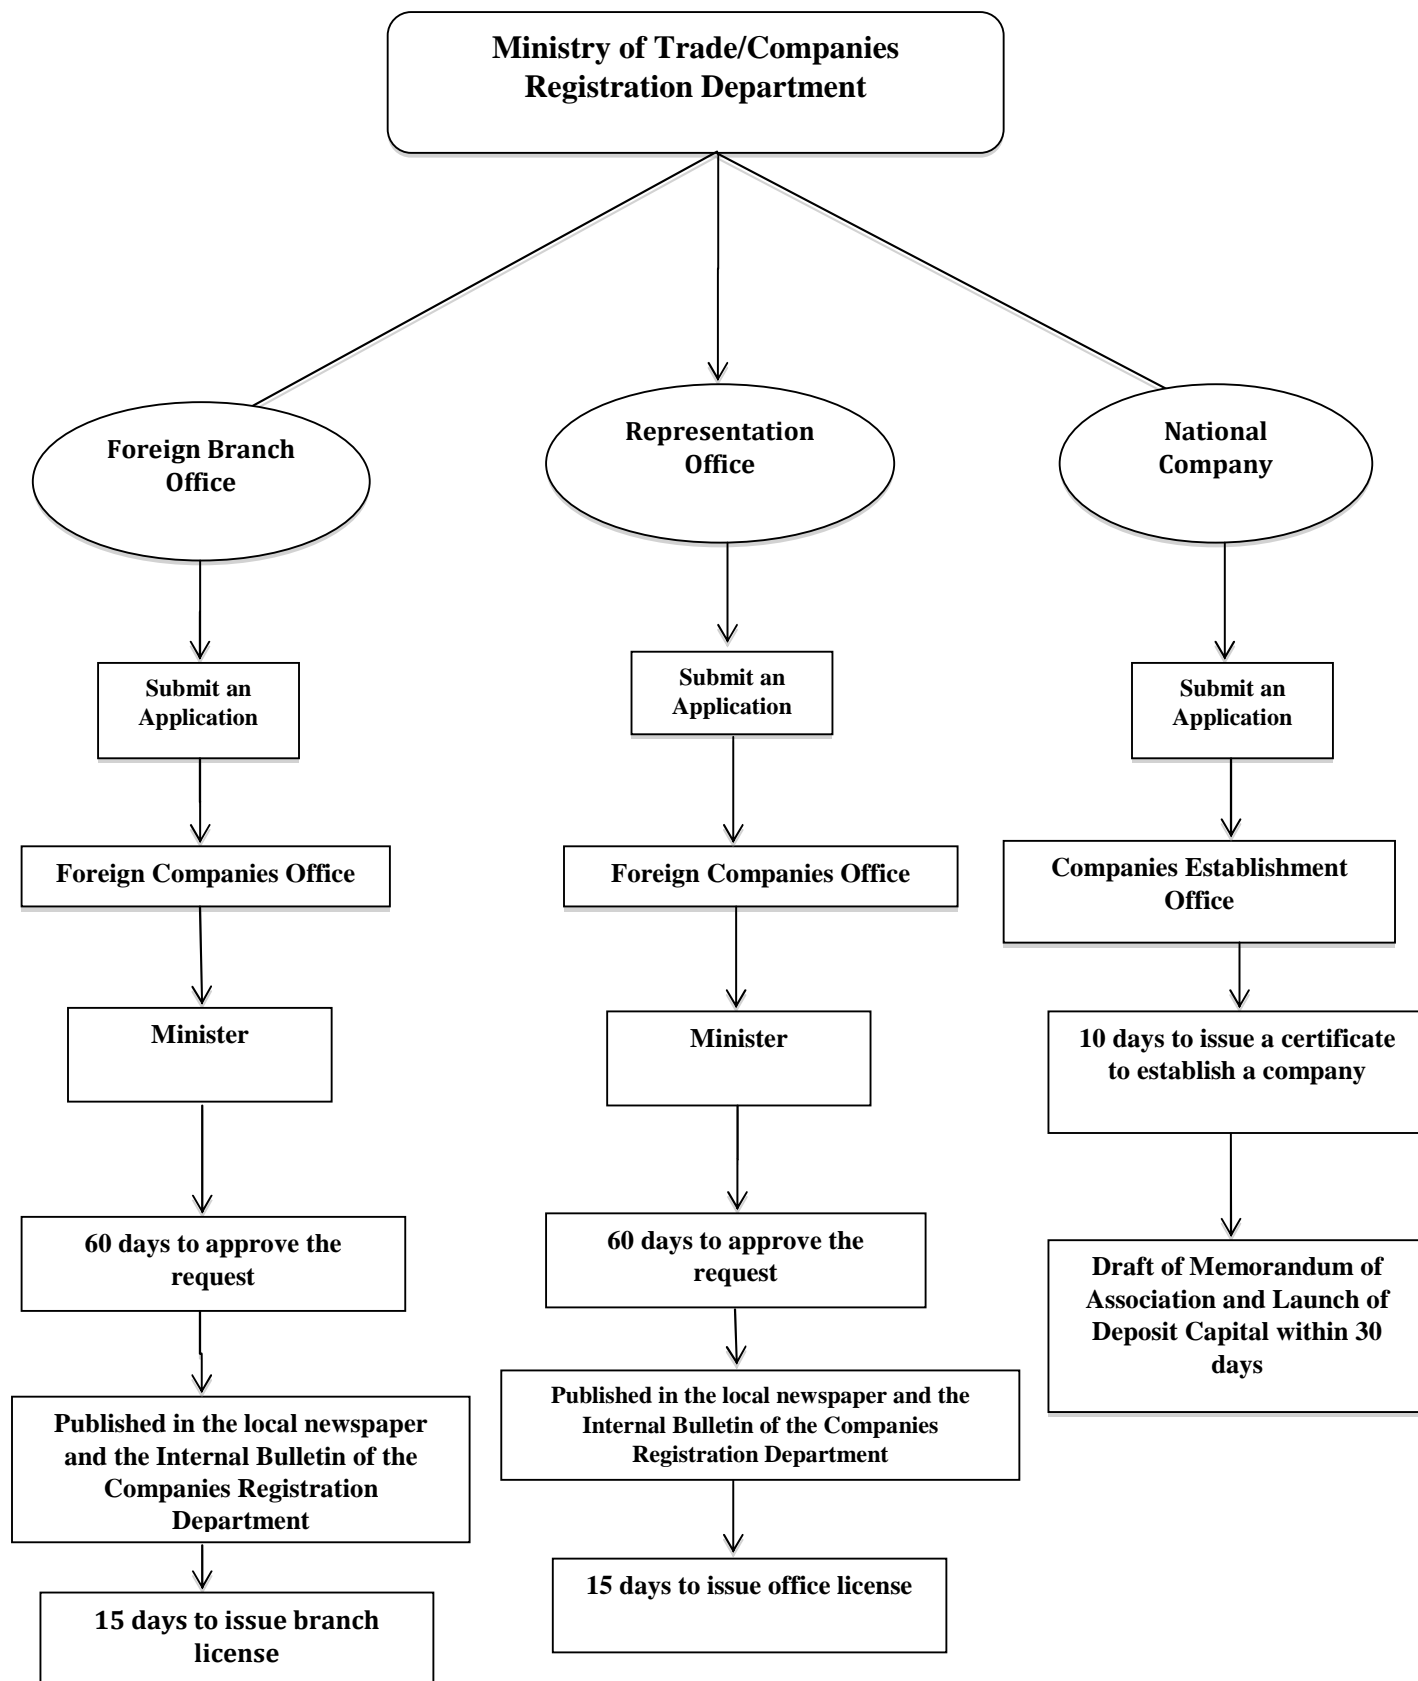 Ministry of Trade/Companies
Registration Department
Foreign Branch
Office
Representation
Office
National
Company
Submit an
Application
Submit an
Application
Submit an
Application
Foreign Companies Office
Foreign Companies Office
Companies Establishment
Office
Minister
Minister
10 days to issue a certificate
to establish a company
60 days to approve the
request
60 days to approve the
request
Draft of Memorandum of
Association and Launch of
Deposit Capital within 30
days
Published in the local newspaper
and the Internal Bulletin of the
Companies Registration
Department
Published in the local newspaper and the
Internal Bulletin of the Companies
Registration Department
15 days to issue branch
license
15 days to issue office license